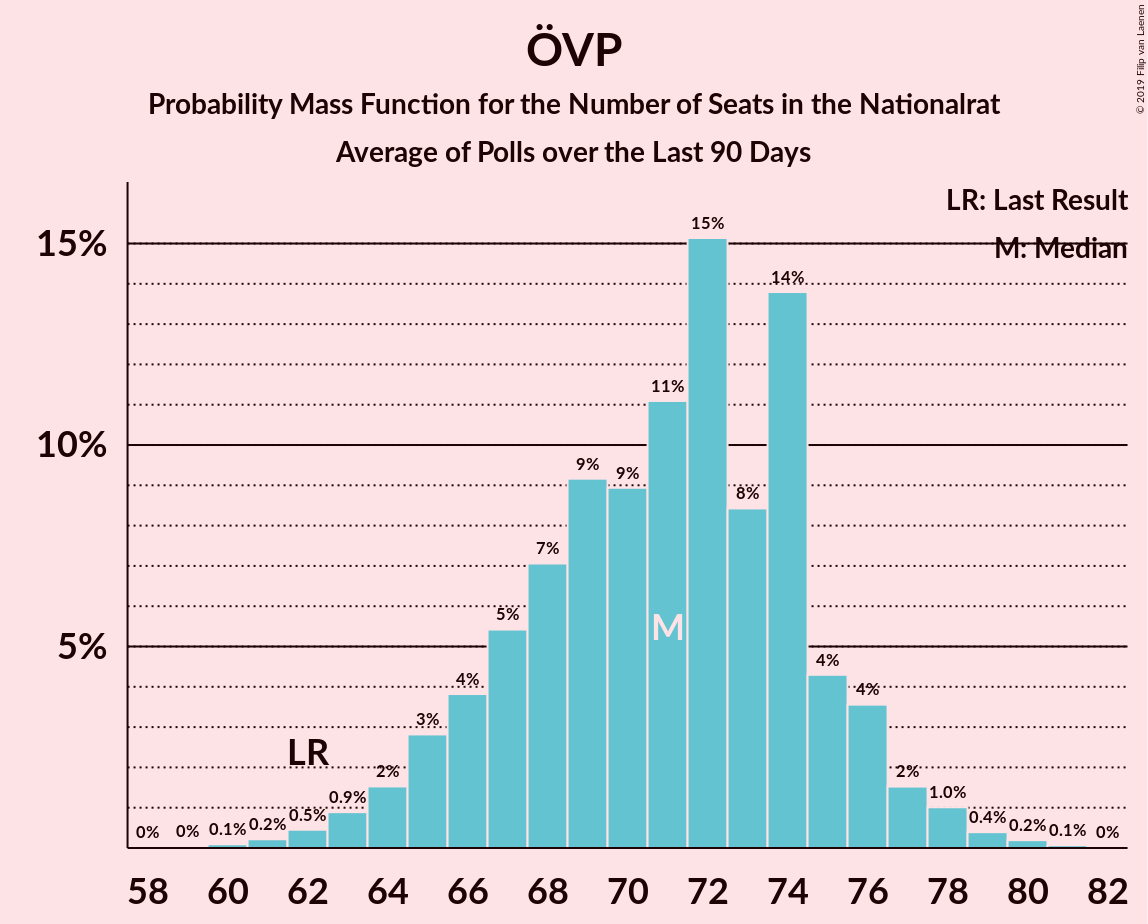 ÖVP
Probability Mass Function for the Number of Seats in the Nationalrat
Average of Polls over the Last 90 Days
© 2019 Filip van Laenen
LR: Last Result
M: Median
15%
10%
5%
0% 0% 0.1% 0.2% 0.5% 0.9% 2% 3% 4% 5% 7% 9% 9% 11% 15% 8% 14% 4% 4% 2% 1.0% 0.4% 0.2% 0.1% 0%
LR
M
58 60 62 64 66 68 70 72 74 76 78 80 82